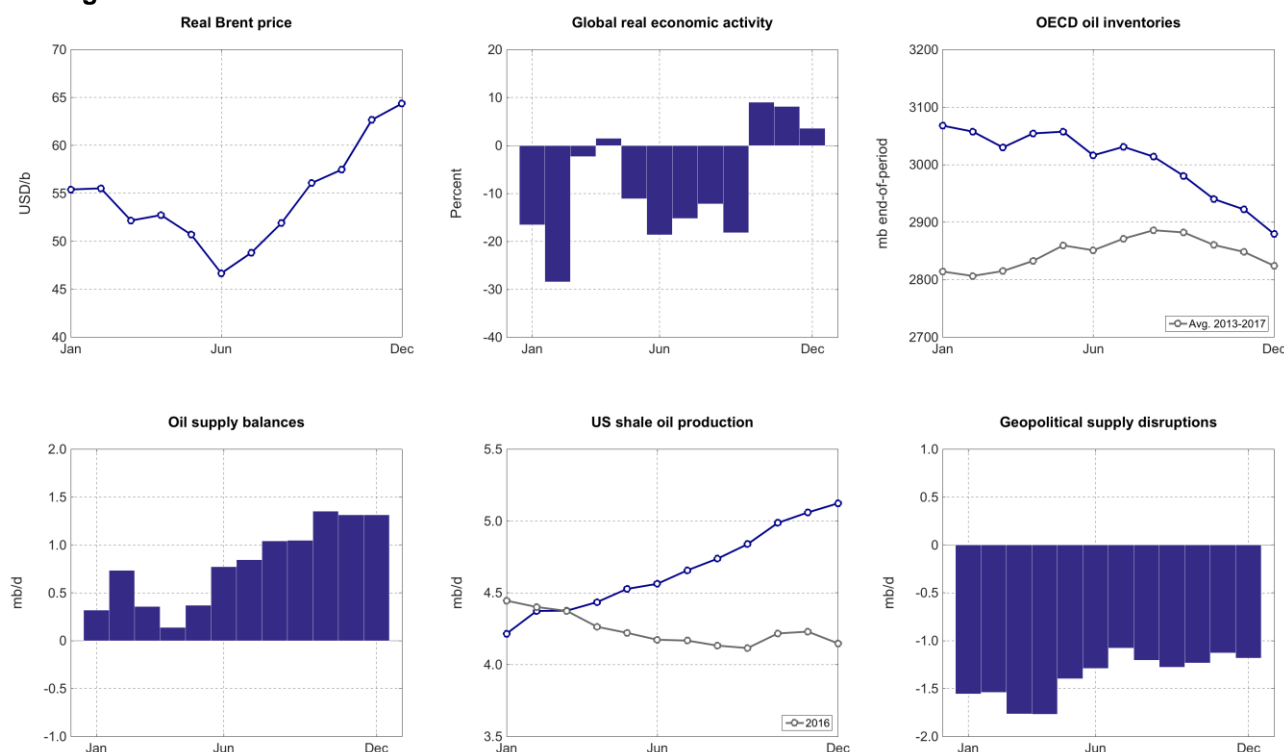 Real Brent price
70
65
60
55
50
45
40
USD/b
Jan
Jun
Dec
Global real economic activity
20
10
0
-10
-20
-30
-40
Percent
Jan
Jun
Dec
OECD oil inventories
3200
3100
3000
2900
2800
2700
mb end-of-period
Avg. 2013-2017
Jan
Jun
Dec
Oil supply balances
2.0
1.5
1.0
0.5
0
-0.5
-1.0
mb/d
Jan
Jun
Dec
US shale oil production
5.5
5.0
4.5
4.0
3.5
mb/d
2016
Jan
Jun
Dec
Geopolitical supply disruptions
1.0
0.5
0
-0.5
-1.0
-1.5
-2.0
mb/d
Jan
Jun
Dec